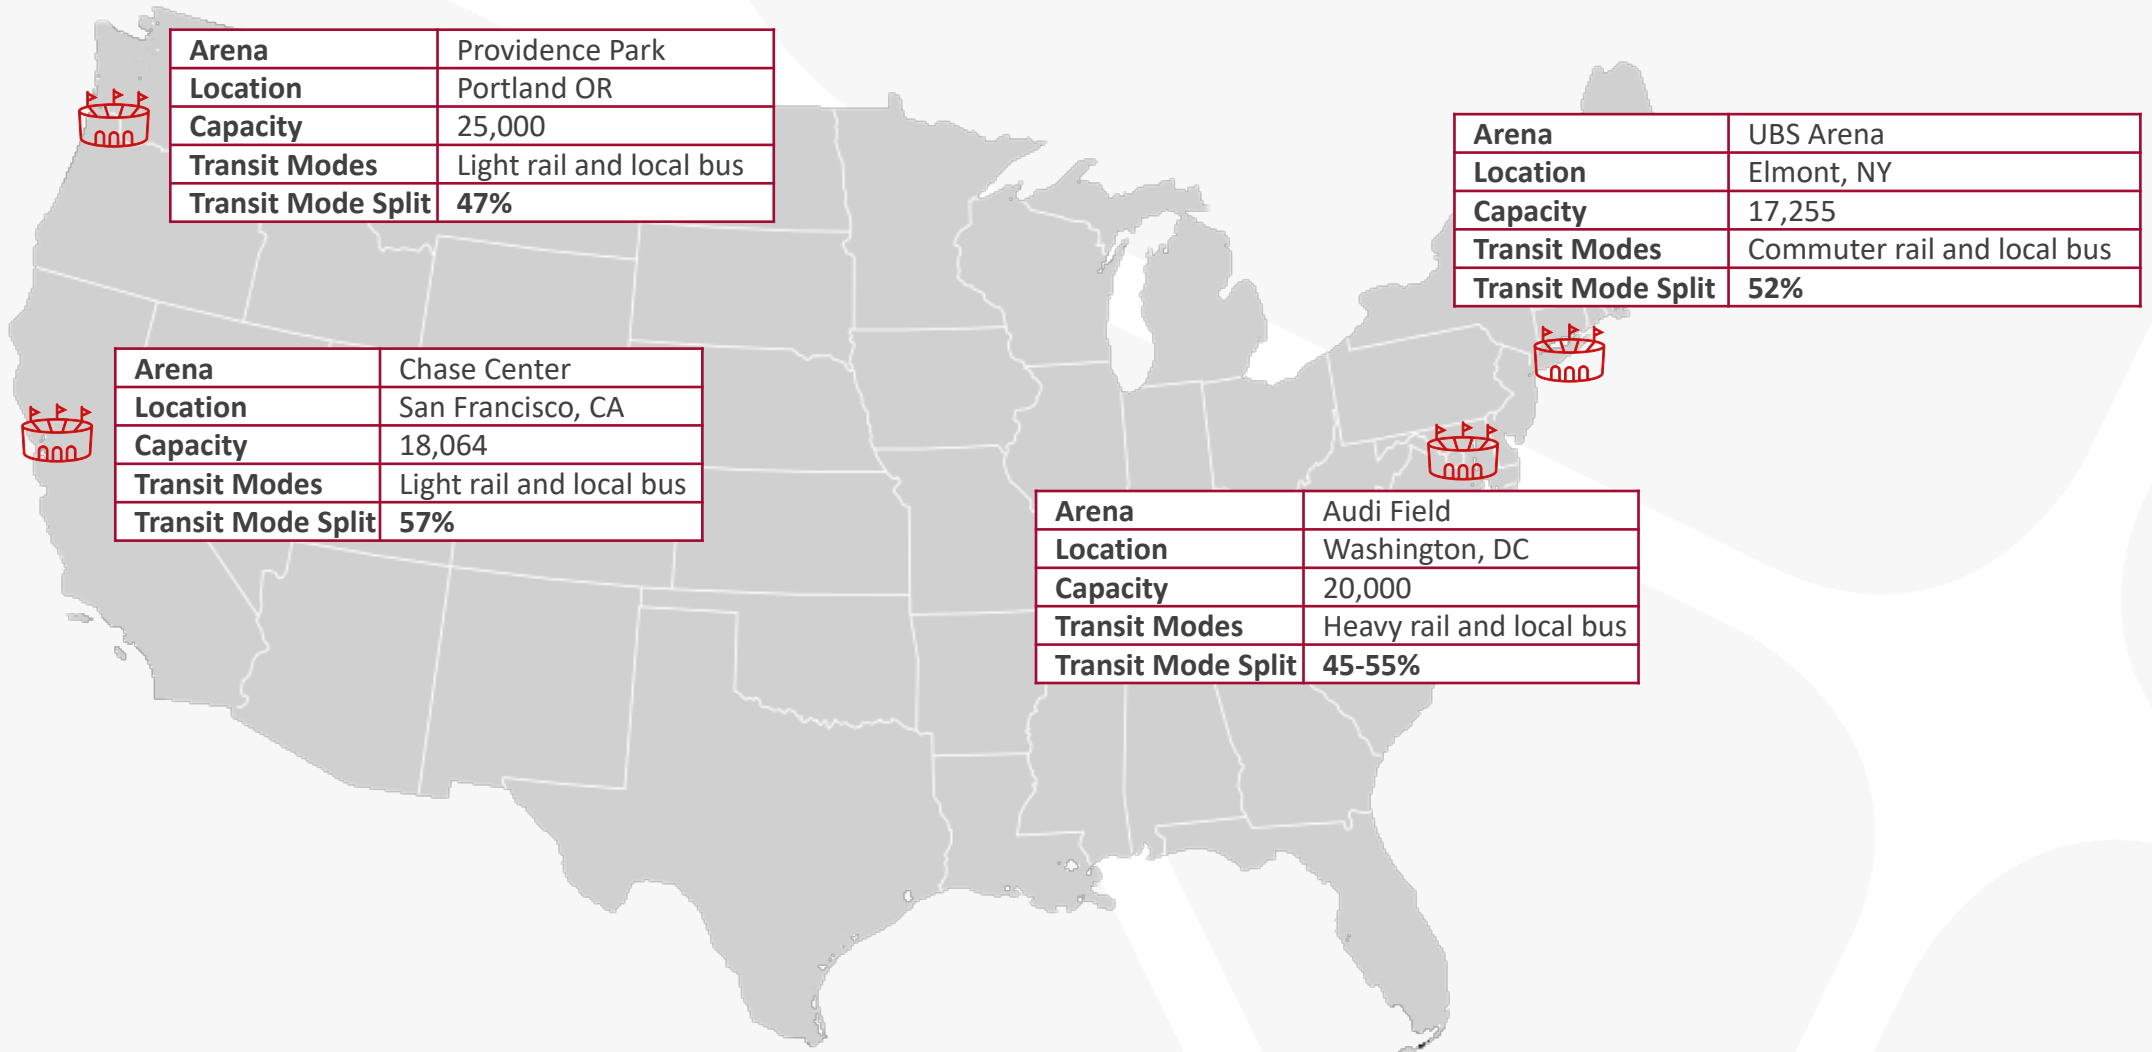 Arena Providence Park
Location Portland OR
Capacity 25,000
Transit Modes Light rail and local bus
Transit Mode Split 47%
Arena UBS Arena
Location Elmont, NY
Capacity 17,255
Transit Modes Commuter rail and local bus
Transit Mode Split 52%
Arena Chase Center
Location San Francisco, CA
Capacity 18,064
Transit Modes Light rail and local bus
Transit Mode Split 57%
Arena Audi Field
Location Washington, DC
Capacity 20,000
Transit Modes Heavy rail and local bus
Transit Mode Split 45-55%